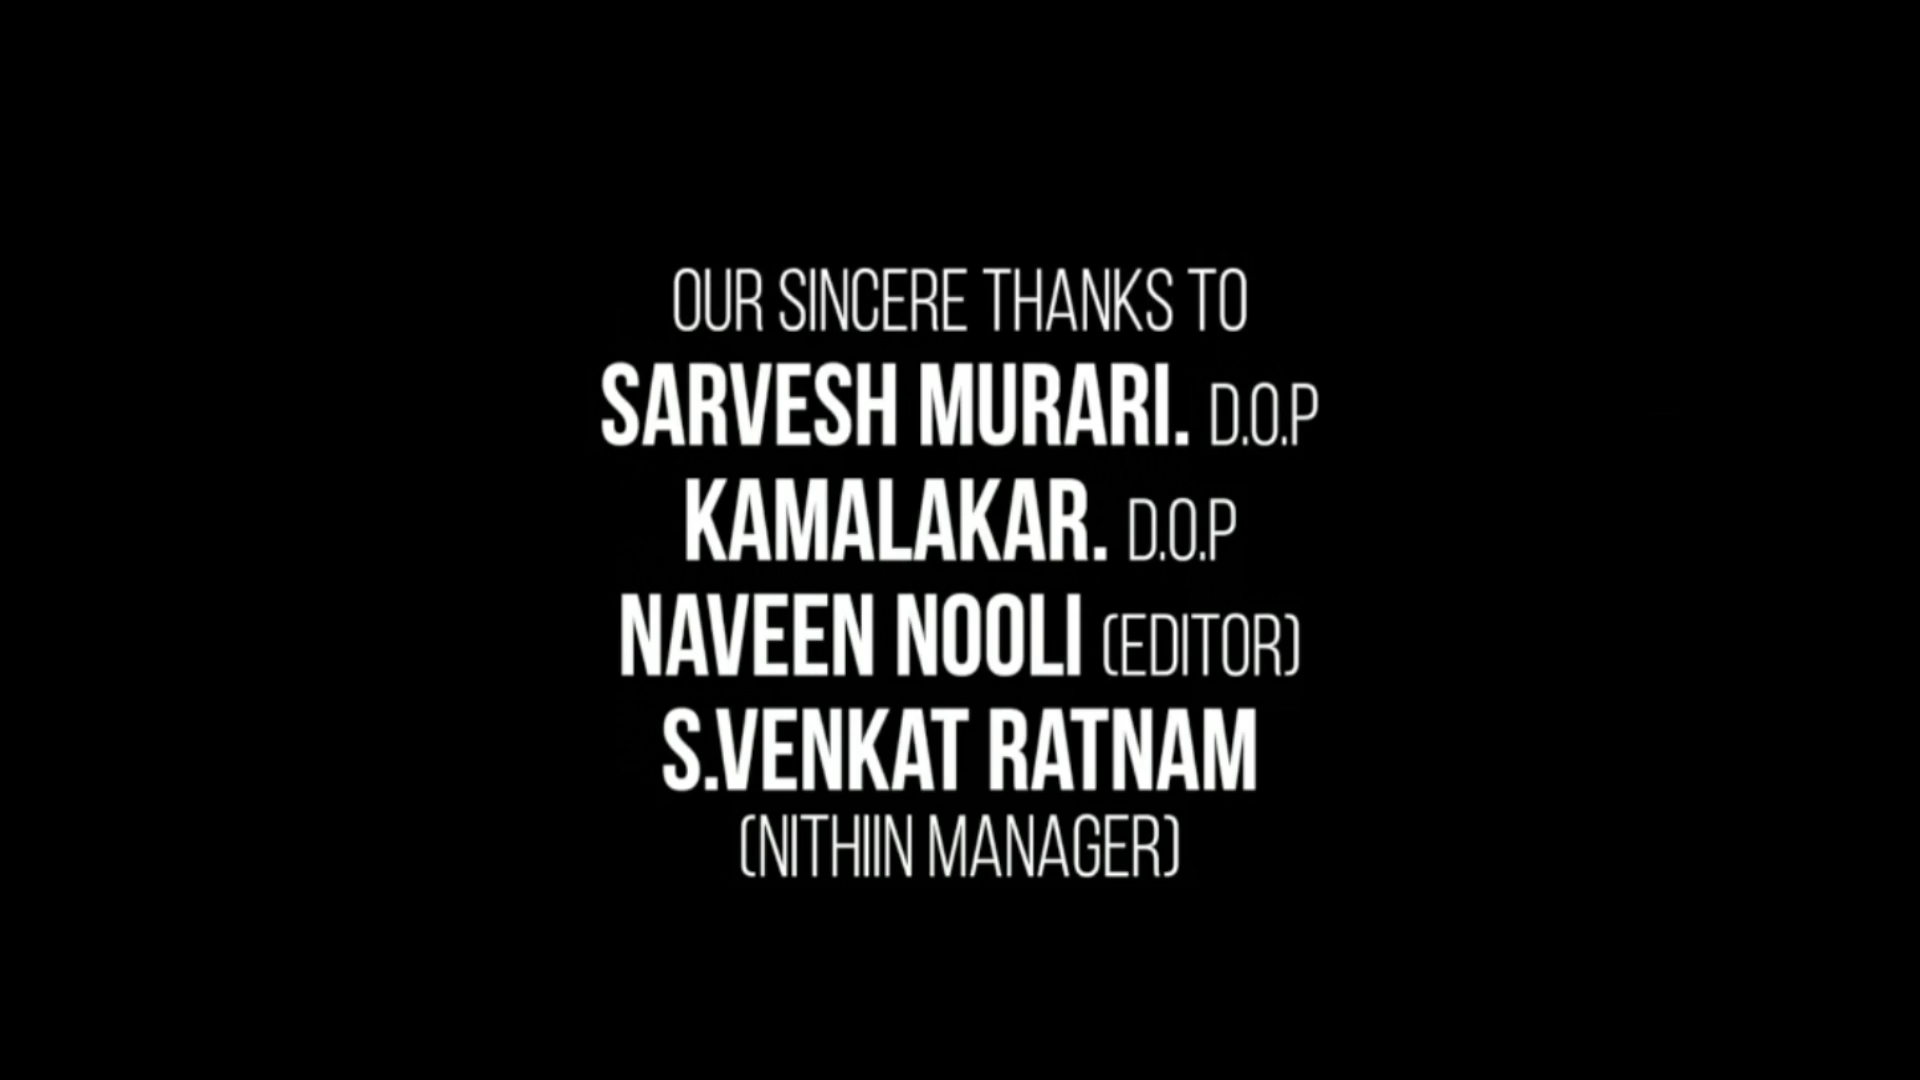 OUR SINCERE THANKS TO
SARVESH MURARI. D.O.P
KAMALAKAR. D.O.P
NAVEEN NOOLI (EDITOR)
S.VENKAT RATNAM
(NITHIIN MANAGER)